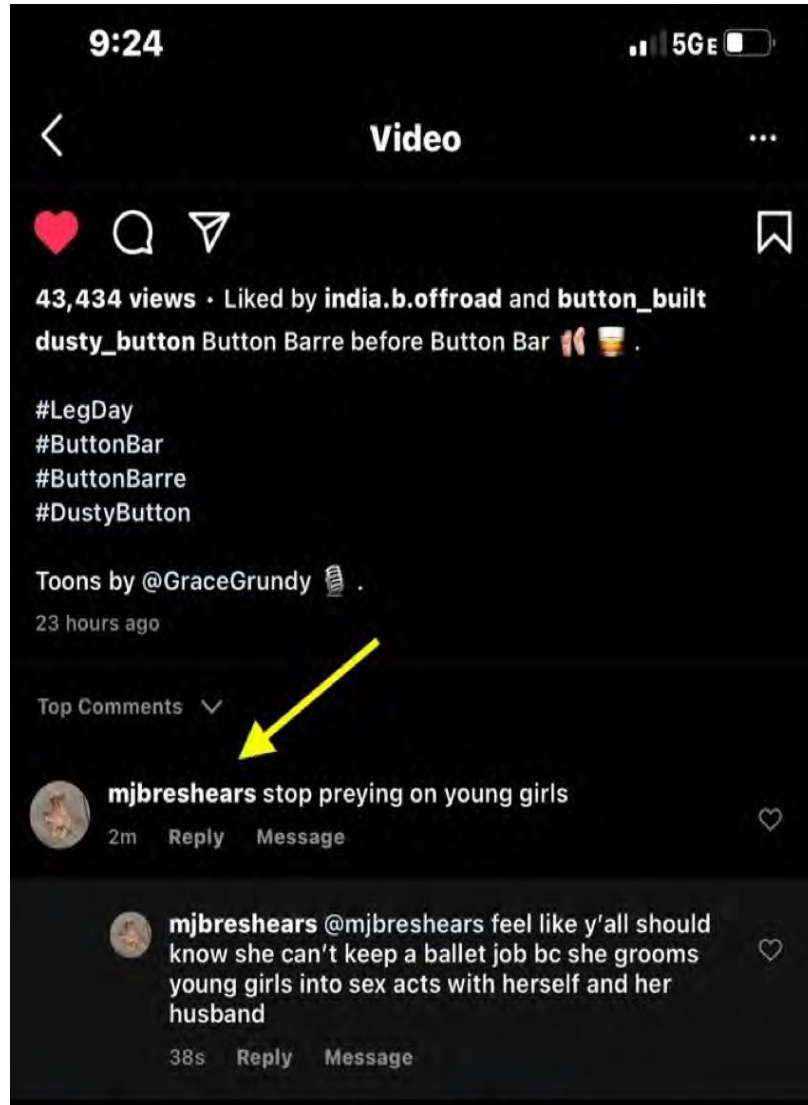 9:24
5GE
Video
43,434 views · Liked by india.b.offroad and button_built
dusty_button Button Barre before Button Bar 👣 🥃 .
#LegDay
#ButtonBar
#ButtonBarre
#DustyButton
Toons by @GraceGrundy 🎙 .
23 hours ago
Top Comments
mjbreshears stop preying on young girls
2m Reply Message
mjbreshears @mjbreshears feel like y’all should
know she can’t keep a ballet job bc she grooms
young girls into sex acts with herself and her
husband
38s Reply Message